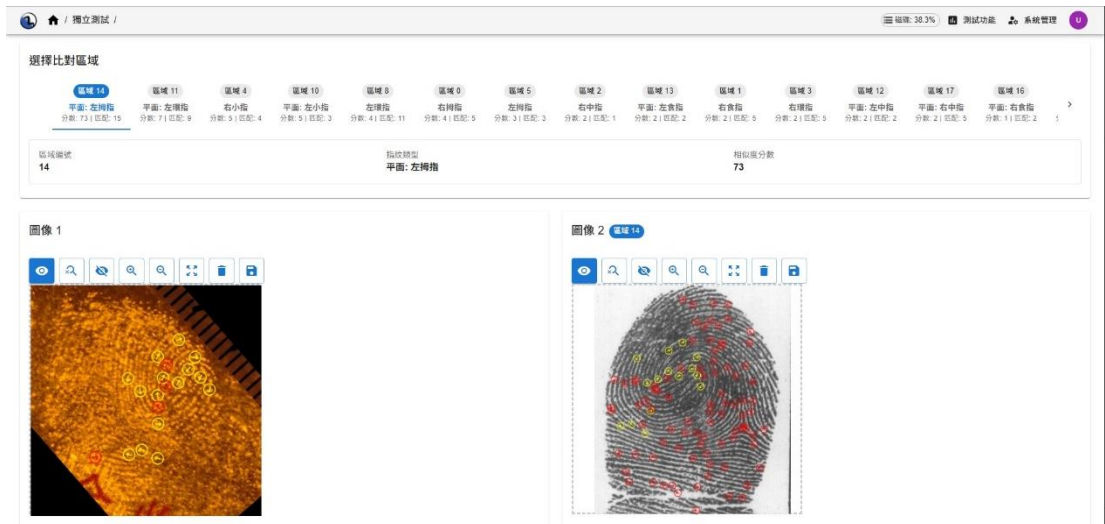 / 獨立測試 /
磁碟: 38.3%
測試功能
系統管理
U
選擇比對區域
區域 14
平面: 左拇指
分數: 73 | 匹配: 15
區域 11
平面: 左環指
分數: 7 | 匹配: 9
區域 4
右小指
分數: 5 | 匹配: 4
區域 10
平面: 左小指
分數: 5 | 匹配: 3
區域 8
左環指
分數: 4 | 匹配: 11
區域 0
右拇指
分數: 4 | 匹配: 5
區域 5
左拇指
分數: 3 | 匹配: 3
區域 2
右中指
分數: 2 | 匹配: 1
區域 13
平面: 左食指
分數: 2 | 匹配: 2
區域 1
右食指
分數: 2 | 匹配: 5
區域 3
右環指
分數: 2 | 匹配: 5
區域 12
平面: 左中指
分數: 2 | 匹配: 2
區域 17
平面: 右中指
分數: 2 | 匹配: 5
區域 16
平面: 右食指
分數: 1 | 匹配: 2
區域編號
14
指紋類型
平面: 左拇指
相似度分數
73
圖像 1
圖像 2 區域 14